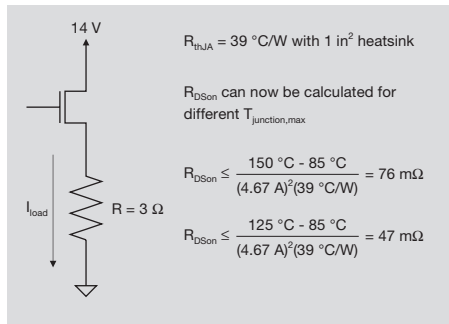 14 V
R_thJA = 39 °C/W with 1 in² heatsink
R_DSon can now be calculated for
different T_junction,max
R_DSon ≤ (150 °C - 85 °C) / ((4.67 A)²(39 °C/W)) = 76 mΩ
I_load
R = 3 Ω
R_DSon ≤ (125 °C - 85 °C) / ((4.67 A)²(39 °C/W)) = 47 mΩ